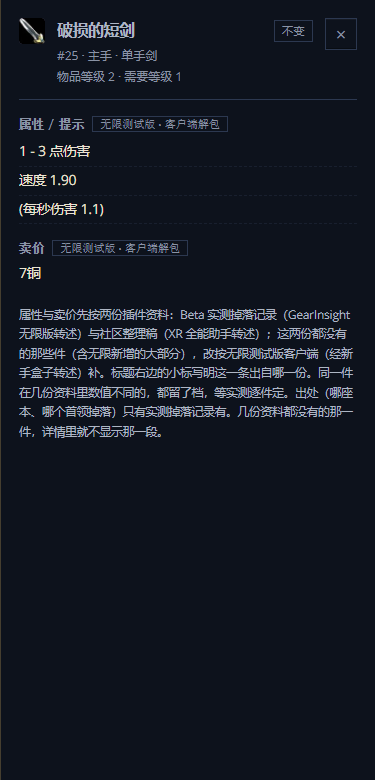 破损的短剑
不变
×
#25 · 主手 · 单手剑
物品等级 2 · 需要等级 1
属性 / 提示
无限测试版 · 客户端解包
1 - 3 点伤害
速度 1.90
(每秒伤害 1.1)
卖价
无限测试版 · 客户端解包
7铜
属性与卖价先按两份插件资料：Beta 实测掉落记录（GearInsight
无限版转述）与社区整理稿（XR 全能助手转述）；这两份都没有
的那些件（含无限新增的大部分），改按无限测试版客户端（经新
手盒子转述）补。标题右边的小标写明这一条出自哪一份。同一件
在几份资料里数值不同的，都留了档，等实测逐件定。出处（哪座
本、哪个首领掉落）只有实测掉落记录有。几份资料都没有的那一
件，详情里就不显示那一段。